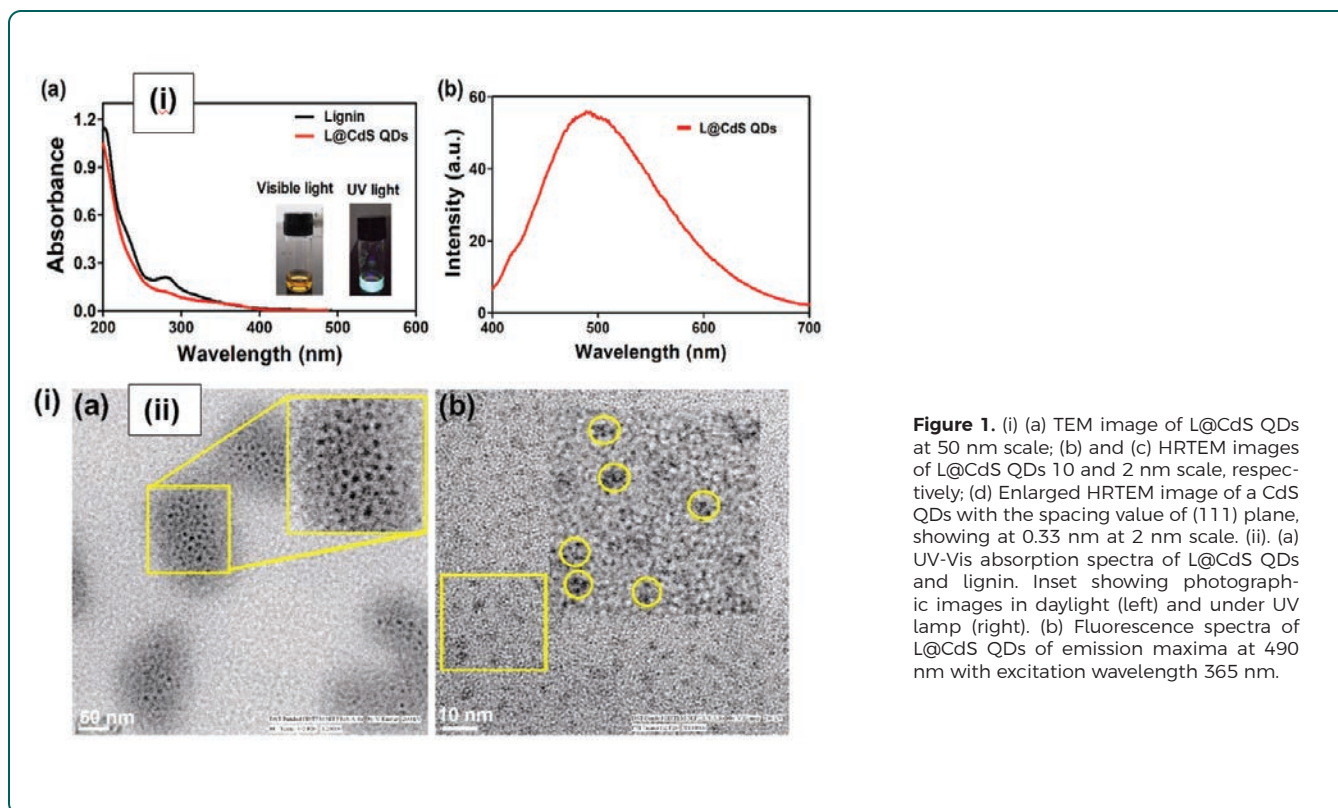 (a)
(i)
Lignin
L@CdS QDs
Visible light UV light
1.2
0.9
0.6
0.3
0.0
Absorbance
200 300 400 500 600
Wavelength (nm)
(b)
L@CdS QDs
60
40
20
0
Intensity (a.u.)
400 500 600 700
Wavelength (nm)
(i) (a) (ii)
50 nm
(b)
10 nm
Figure 1. (i) (a) TEM image of L@CdS QDs
at 50 nm scale; (b) and (c) HRTEM images
of L@CdS QDs 10 and 2 nm scale, respec-
tively; (d) Enlarged HRTEM image of a CdS
QDs with the spacing value of (111) plane,
showing at 0.33 nm at 2 nm scale. (ii). (a)
UV-Vis absorption spectra of L@CdS QDs
and lignin. Inset showing photograph-
ic images in daylight (left) and under UV
lamp (right). (b) Fluorescence spectra of
L@CdS QDs of emission maxima at 490
nm with excitation wavelength 365 nm.